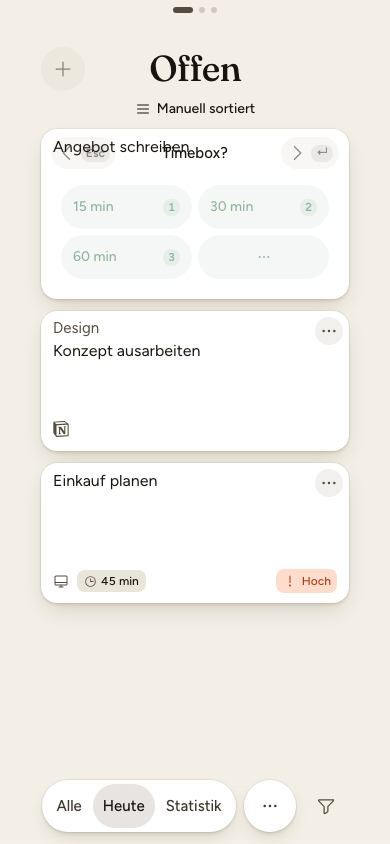 Offen
Manuell sortiert
Angebot schreiben
Esc
Timebox?
15 min 1
30 min 2
60 min 3
...
Design
Konzept ausarbeiten
N
Einkauf planen
45 min
! Hoch
Alle Heute Statistik